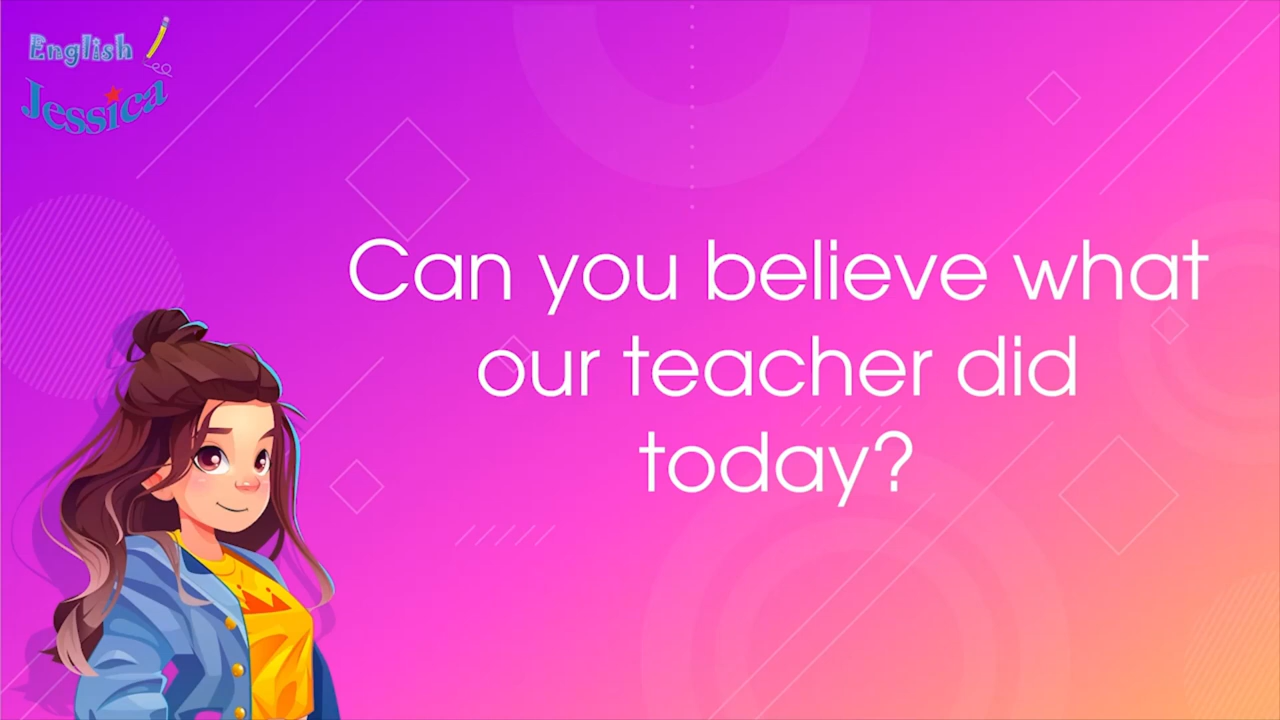 English
Jessica
Can you believe what
our teacher did
today?